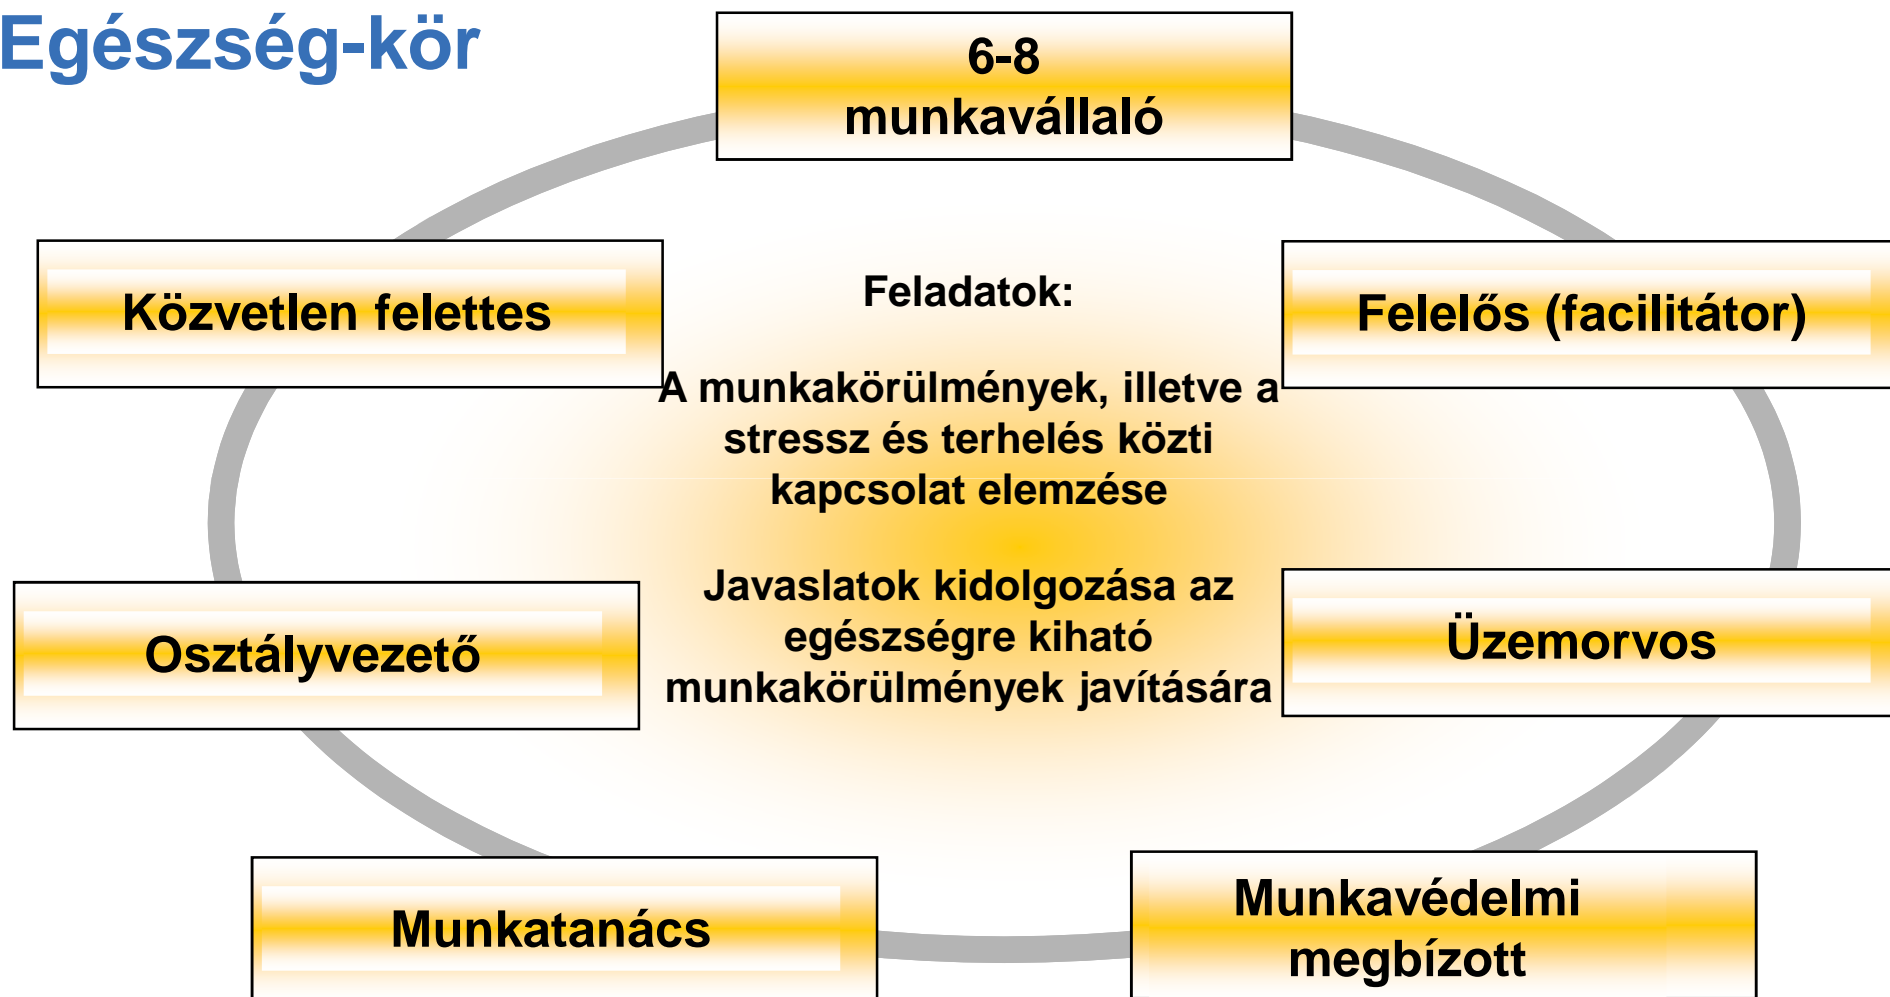 Egészség-kör
6-8
munkavállaló
Közvetlen felettes
Feladatok:
Felelős (facilitátor)
A munkakörülmények, illetve a
stressz és terhelés közti
kapcsolat elemzése
Javaslatok kidolgozása az
egészségre kiható
munkakörülmények javítására
Osztályvezető
Üzemorvos
Munkatanács
Munkavédelmi
megbízott